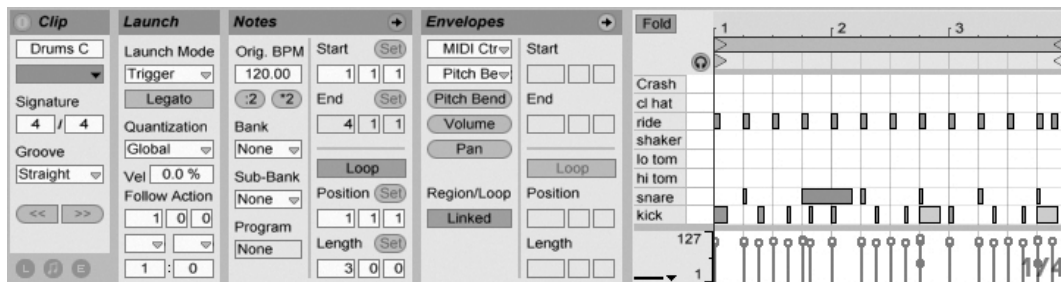 Clip
Drums C
Signature
4 / 4
Groove
Straight
<< >>
L E
Launch
Launch Mode
Trigger
Legato
Quantization
Global
Vel 0.0 %
Follow Action
1 0 0
1 : 0
Notes
Orig. BPM
120.00
:2 *2
Bank
None
Sub-Bank
None
Program
None
Start Set
1 1 1
End Set
4 1 1
Loop
Position Set
1 1 1
Length Set
3 0 0
Envelopes
MIDI Ctr
Pitch Be
Pitch Bend
Volume
Pan
Region/Loop
Linked
Start
End
Loop
Position
Length
Fold
1 2 3
Crash
cl hat
ride
shaker
lo tom
hi tom
snare
kick
127
1
1/4